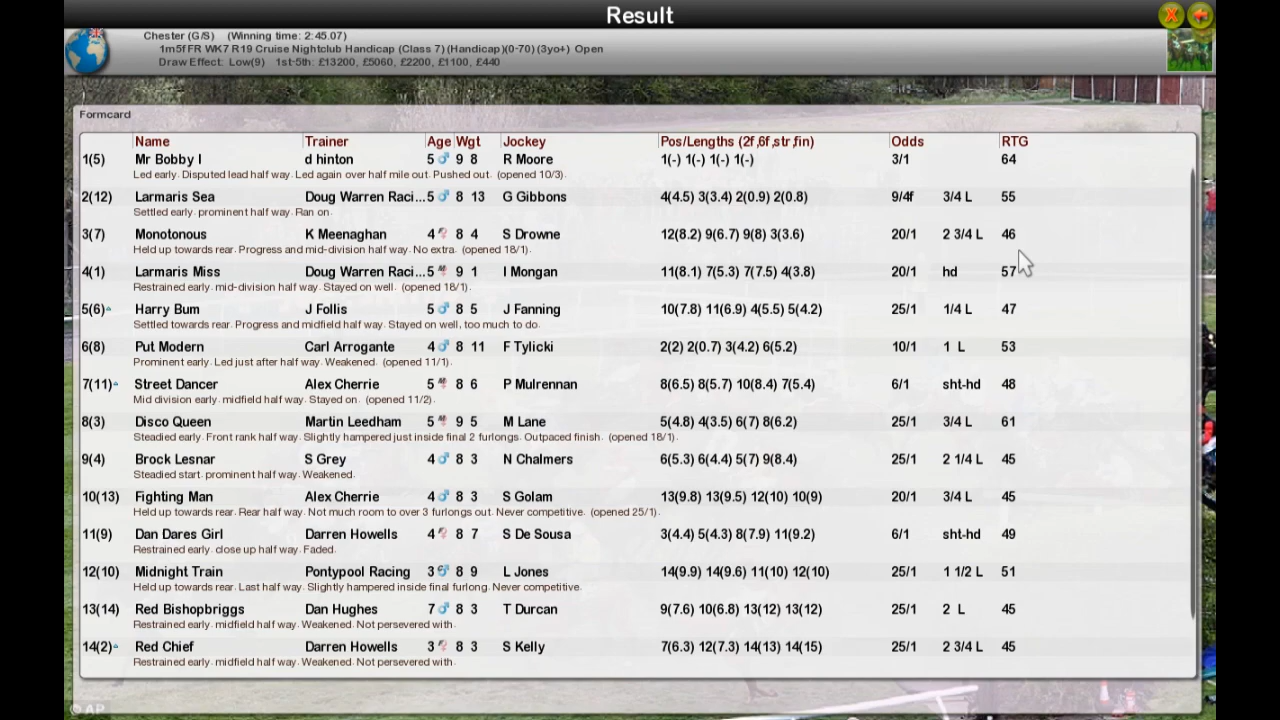 Result
Chester (G/S) (Winning time: 2:45.07)
1m5f FR WK7 R19 Cruise Nightclub Handicap (Class 7) (Handicap)(0-70) (3yo+) Open
Draw Effect: Low(9) 1st-5th: £13200, £5060, £2200, £1100, £440
Formcard
Name Trainer Age Wgt Jockey Pos/Lengths (2f,6f,str,fin) Odds RTG
1(5) Mr Bobby I d hinton 5 9 8 R Moore 1(-) 1(-) 1(-) 1(-) 3/1 64
Led early. Disputed lead half way. Led again over half mile out. Pushed out. (opened 10/3).
2(12) Larmaris Sea Doug Warren Raci... 5 8 13 G Gibbons 4(4.5) 3(3.4) 2(0.9) 2(0.8) 9/4f 3/4 L 55
Settled early. prominent half way. Ran on.
3(7) Monotonous K Meenaghan 4 8 4 S Drowne 12(8.2) 9(6.7) 9(8) 3(3.6) 20/1 2 3/4 L 46
Held up towards rear. Progress and mid-division half way. No extra. (opened 18/1).
4(1) Larmaris Miss Doug Warren Raci... 5 9 1 I Mongan 11(8.1) 7(5.3) 7(7.5) 4(3.8) 20/1 hd 57
Restrained early. mid-division half way. Stayed on well. (opened 18/1).
5(6) Harry Bum J Follis 5 8 5 J Fanning 10(7.8) 11(6.9) 4(5.5) 5(4.2) 25/1 1/4 L 47
Settled towards rear. Progress and midfield half way. Stayed on well, too much to do.
6(8) Put Modern Carl Arrogante 4 8 11 F Tylicki 2(2) 2(0.7) 3(4.2) 6(5.2) 10/1 1 L 53
Prominent early. Led just after half way. Weakened. (opened 11/1).
7(11) Street Dancer Alex Cherrie 5 8 6 P Mulrennan 8(6.5) 8(5.7) 10(8.4) 7(5.4) 6/1 sht-hd 48
Mid division early. midfield half way. Stayed on. (opened 11/2).
8(3) Disco Queen Martin Leedham 5 9 5 M Lane 5(4.8) 4(3.5) 6(7) 8(6.2) 25/1 3/4 L 61
Steadied early. Front rank half way. Slightly hampered just inside final 2 furlongs. Outpaced finish. (opened 18/1).
9(4) Brock Lesnar S Grey 4 8 3 N Chalmers 6(5.3) 6(4.4) 5(7) 9(8.4) 25/1 2 1/4 L 45
Steadied start. prominent half way. Weakened.
10(13) Fighting Man Alex Cherrie 4 8 3 S Golam 13(9.8) 13(9.5) 12(10) 10(9) 20/1 3/4 L 45
Held up towards rear. Rear half way. Not much room to over 3 furlongs out. Never competitive. (opened 25/1).
11(9) Dan Dares Girl Darren Howells 4 8 7 S De Sousa 3(4.4) 5(4.3) 8(7.9) 11(9.2) 6/1 sht-hd 49
Restrained early. close up half way. Faded.
12(10) Midnight Train Pontypool Racing 3 8 9 L Jones 14(9.9) 14(9.6) 11(10) 12(10) 25/1 1 1/2 L 51
Held up towards rear. Last half way. Slightly hampered inside final furlong. Never competitive.
13(14) Red Bishopbriggs Dan Hughes 7 8 3 T Durcan 9(7.6) 10(6.8) 13(12) 13(12) 25/1 2 L 45
Restrained early. midfield half way. Weakened. Not persevered with.
14(2) Red Chief Darren Howells 3 8 3 S Kelly 7(6.3) 12(7.3) 14(13) 14(15) 25/1 2 3/4 L 45
Restrained early. midfield half way. Weakened. Not persevered with.
© AP